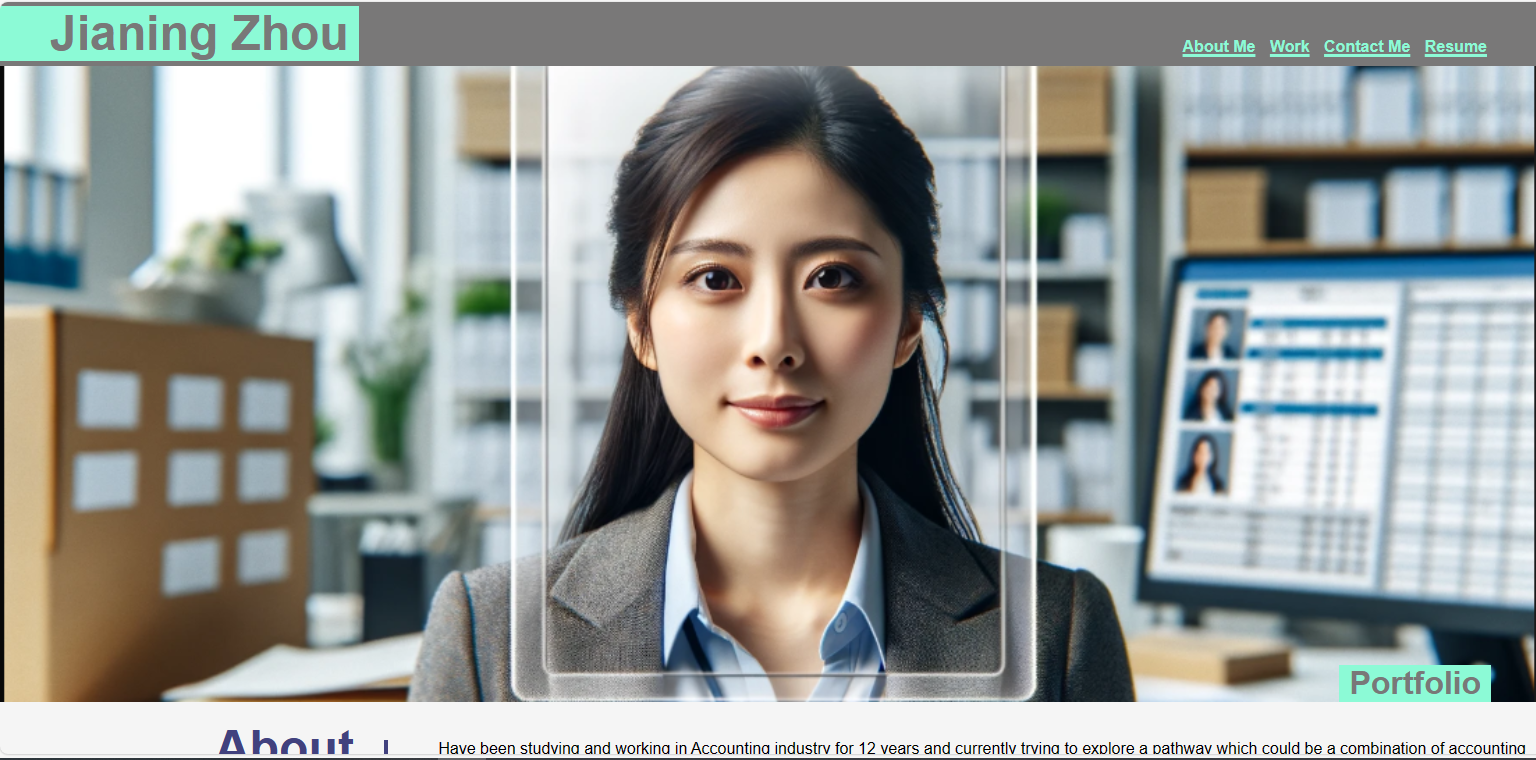 Jianing Zhou
About Me Work Contact Me Resume
Portfolio
About
Have been studying and working in Accounting industry for 12 years and currently trying to explore a pathway which could be a combination of accounting